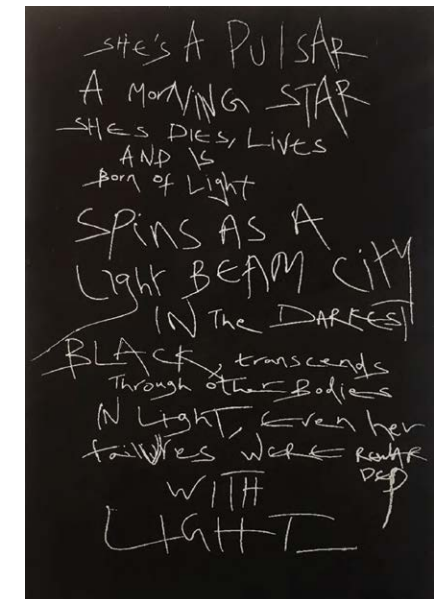 SHE'S A PULSAR
A MorNING STAR
SHES DIES, LIVES
AND IS
Born of Light
SPINS AS A
Light BEAM CITY
IN The DARKEST
BLACK, transcends
Through other Bodies
IN LIGHT, Even her
failures WERE
WITH
LIGHT